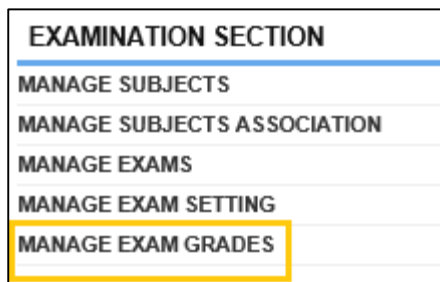 EXAMINATION SECTION
MANAGE SUBJECTS
MANAGE SUBJECTS ASSOCIATION
MANAGE EXAMS
MANAGE EXAM SETTING
MANAGE EXAM GRADES